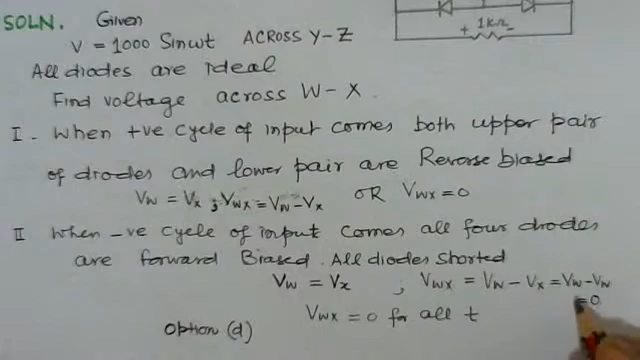 SOLN. Given
+ 1KΩ -
V = 1000 Sinwt ACROSS Y-Z
All diodes are ideal
Find voltage across W-X.
I. When +ve cycle of input comes both upper pair
of diodes and lower pair are Reverse biased
Vw = Vx ; Vwx = Vw-Vx OR Vwx = 0
II When -ve cycle of input comes all four diodes
are forward Biased. All diodes shorted
Vw = Vx ; Vwx = Vw - Vx = Vw - Vw
= 0
Vwx = 0 for all t
Option (d)